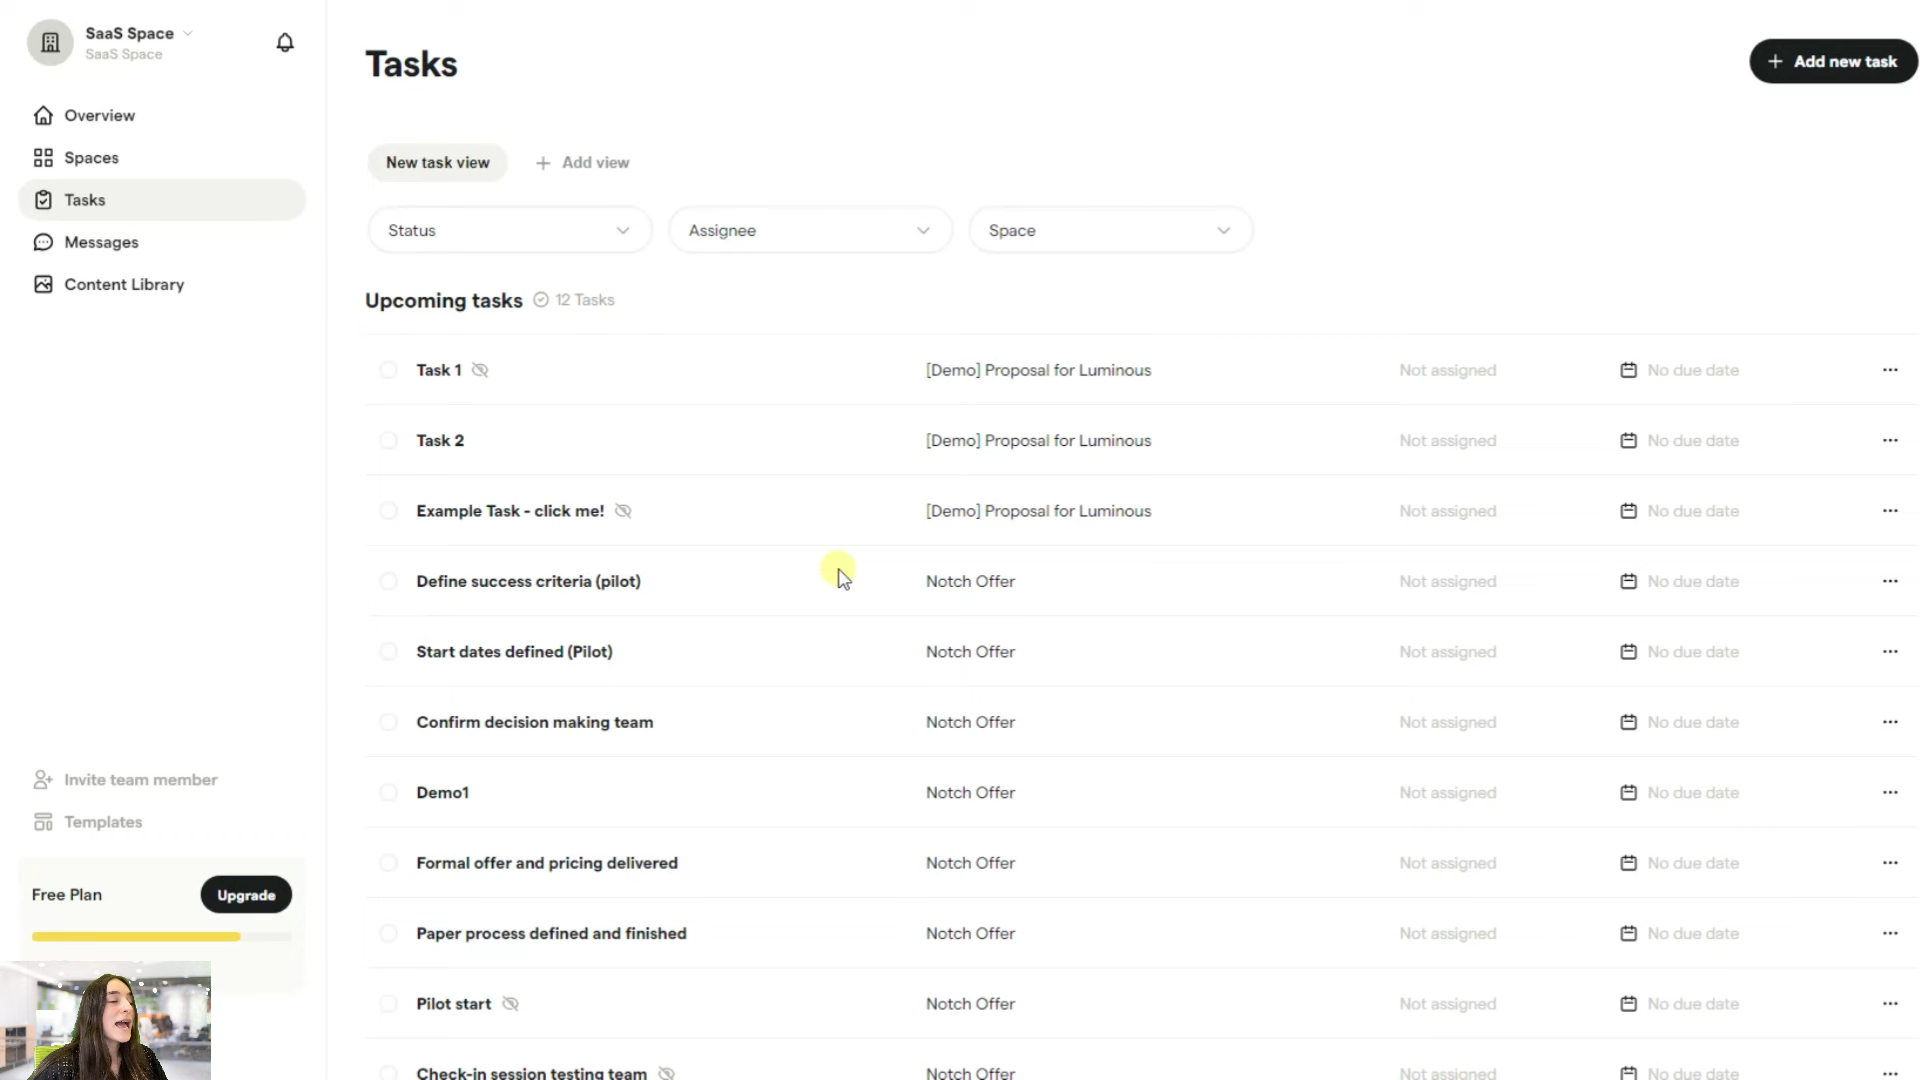 SaaS Space
SaaS Space
Overview
Spaces
Tasks
Messages
Content Library
Invite team member
Templates
Free Plan
Upgrade
Tasks
+ Add new task
New task view
+ Add view
Status
Assignee
Space
Upcoming tasks 12 Tasks
Task 1 [Demo] Proposal for Luminous Not assigned No due date
Task 2 [Demo] Proposal for Luminous Not assigned No due date
Example Task - click me! [Demo] Proposal for Luminous Not assigned No due date
Define success criteria (pilot) Notch Offer Not assigned No due date
Start dates defined (Pilot) Notch Offer Not assigned No due date
Confirm decision making team Notch Offer Not assigned No due date
Demo1 Notch Offer Not assigned No due date
Formal offer and pricing delivered Notch Offer Not assigned No due date
Paper process defined and finished Notch Offer Not assigned No due date
Pilot start Notch Offer Not assigned No due date
Check-in session testing team Notch Offer Not assigned No due date